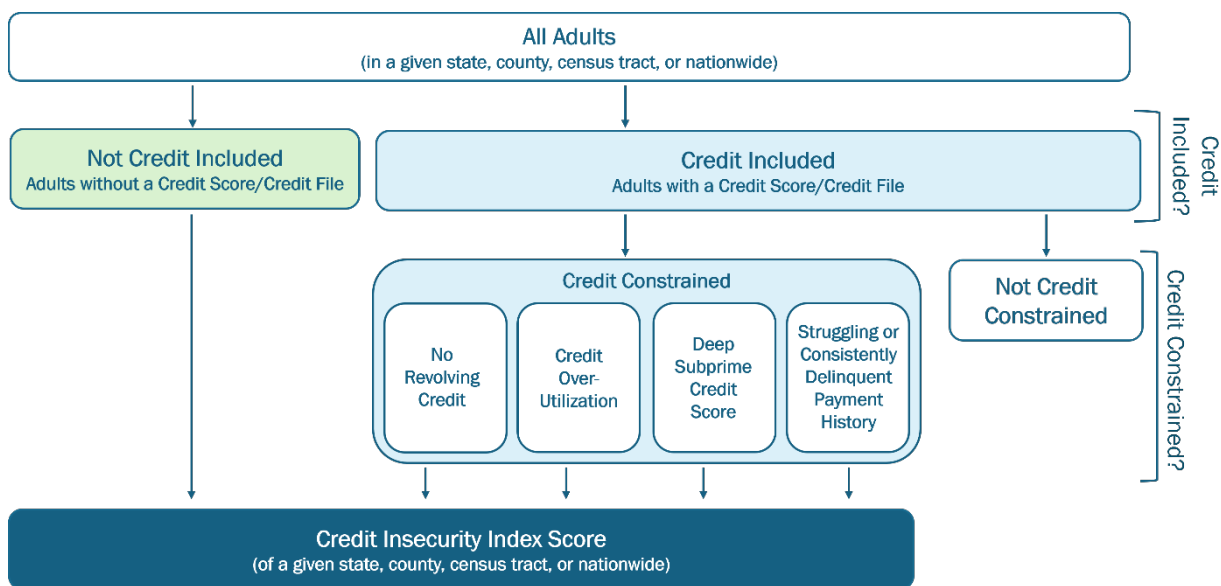 All Adults
(in a given state, county, census tract, or nationwide)
Not Credit Included
Adults without a Credit Score/Credit File
Credit Included
Adults with a Credit Score/Credit File
Credit
Included?
Credit Constrained
No
Revolving
Credit
Credit
Over-
Utilization
Deep
Subprime
Credit
Score
Struggling or
Consistently
Delinquent
Payment
History
Not Credit
Constrained
Credit Constrained?
Credit Insecurity Index Score
(of a given state, county, census tract, or nationwide)